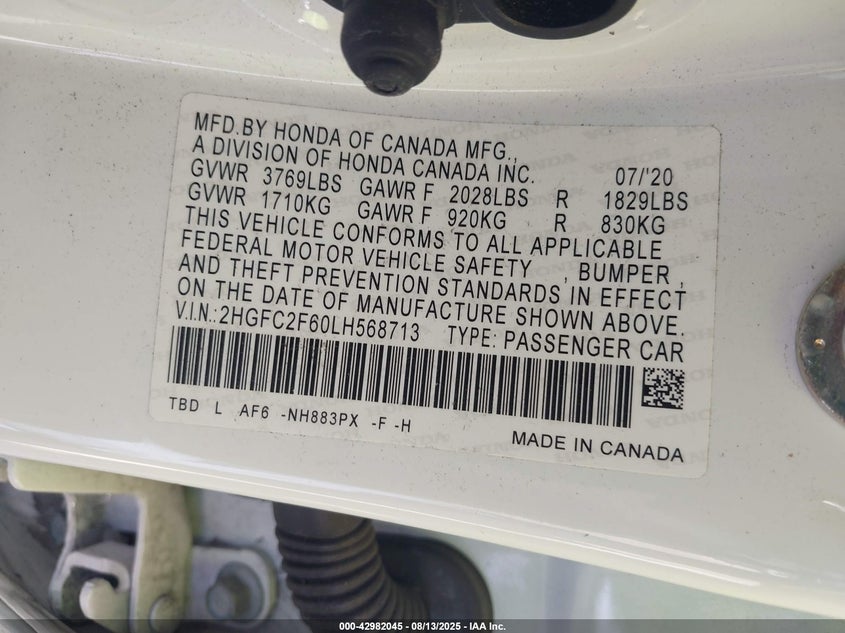 MFD.BY HONDA OF CANADA MFG.,
A DIVISION OF HONDA CANADA INC. 07/'20
GVWR 3769LBS GAWR F 2028LBS R 1829LBS
GVWR 1710KG GAWR F 920KG R 830KG
THIS VEHICLE CONFORMS TO ALL APPLICABLE
FEDERAL MOTOR VEHICLE SAFETY , BUMPER ,
AND THEFT PREVENTION STANDARDS IN EFFECT
ON THE DATE OF MANUFACTURE SHOWN ABOVE.
V.I.N.:2HGFC2F60LH568713 TYPE: PASSENGER CAR
TBD L AF6 -NH883PX -F -H
MADE IN CANADA
000-42982045 - 08/13/2025 - IAA Inc.